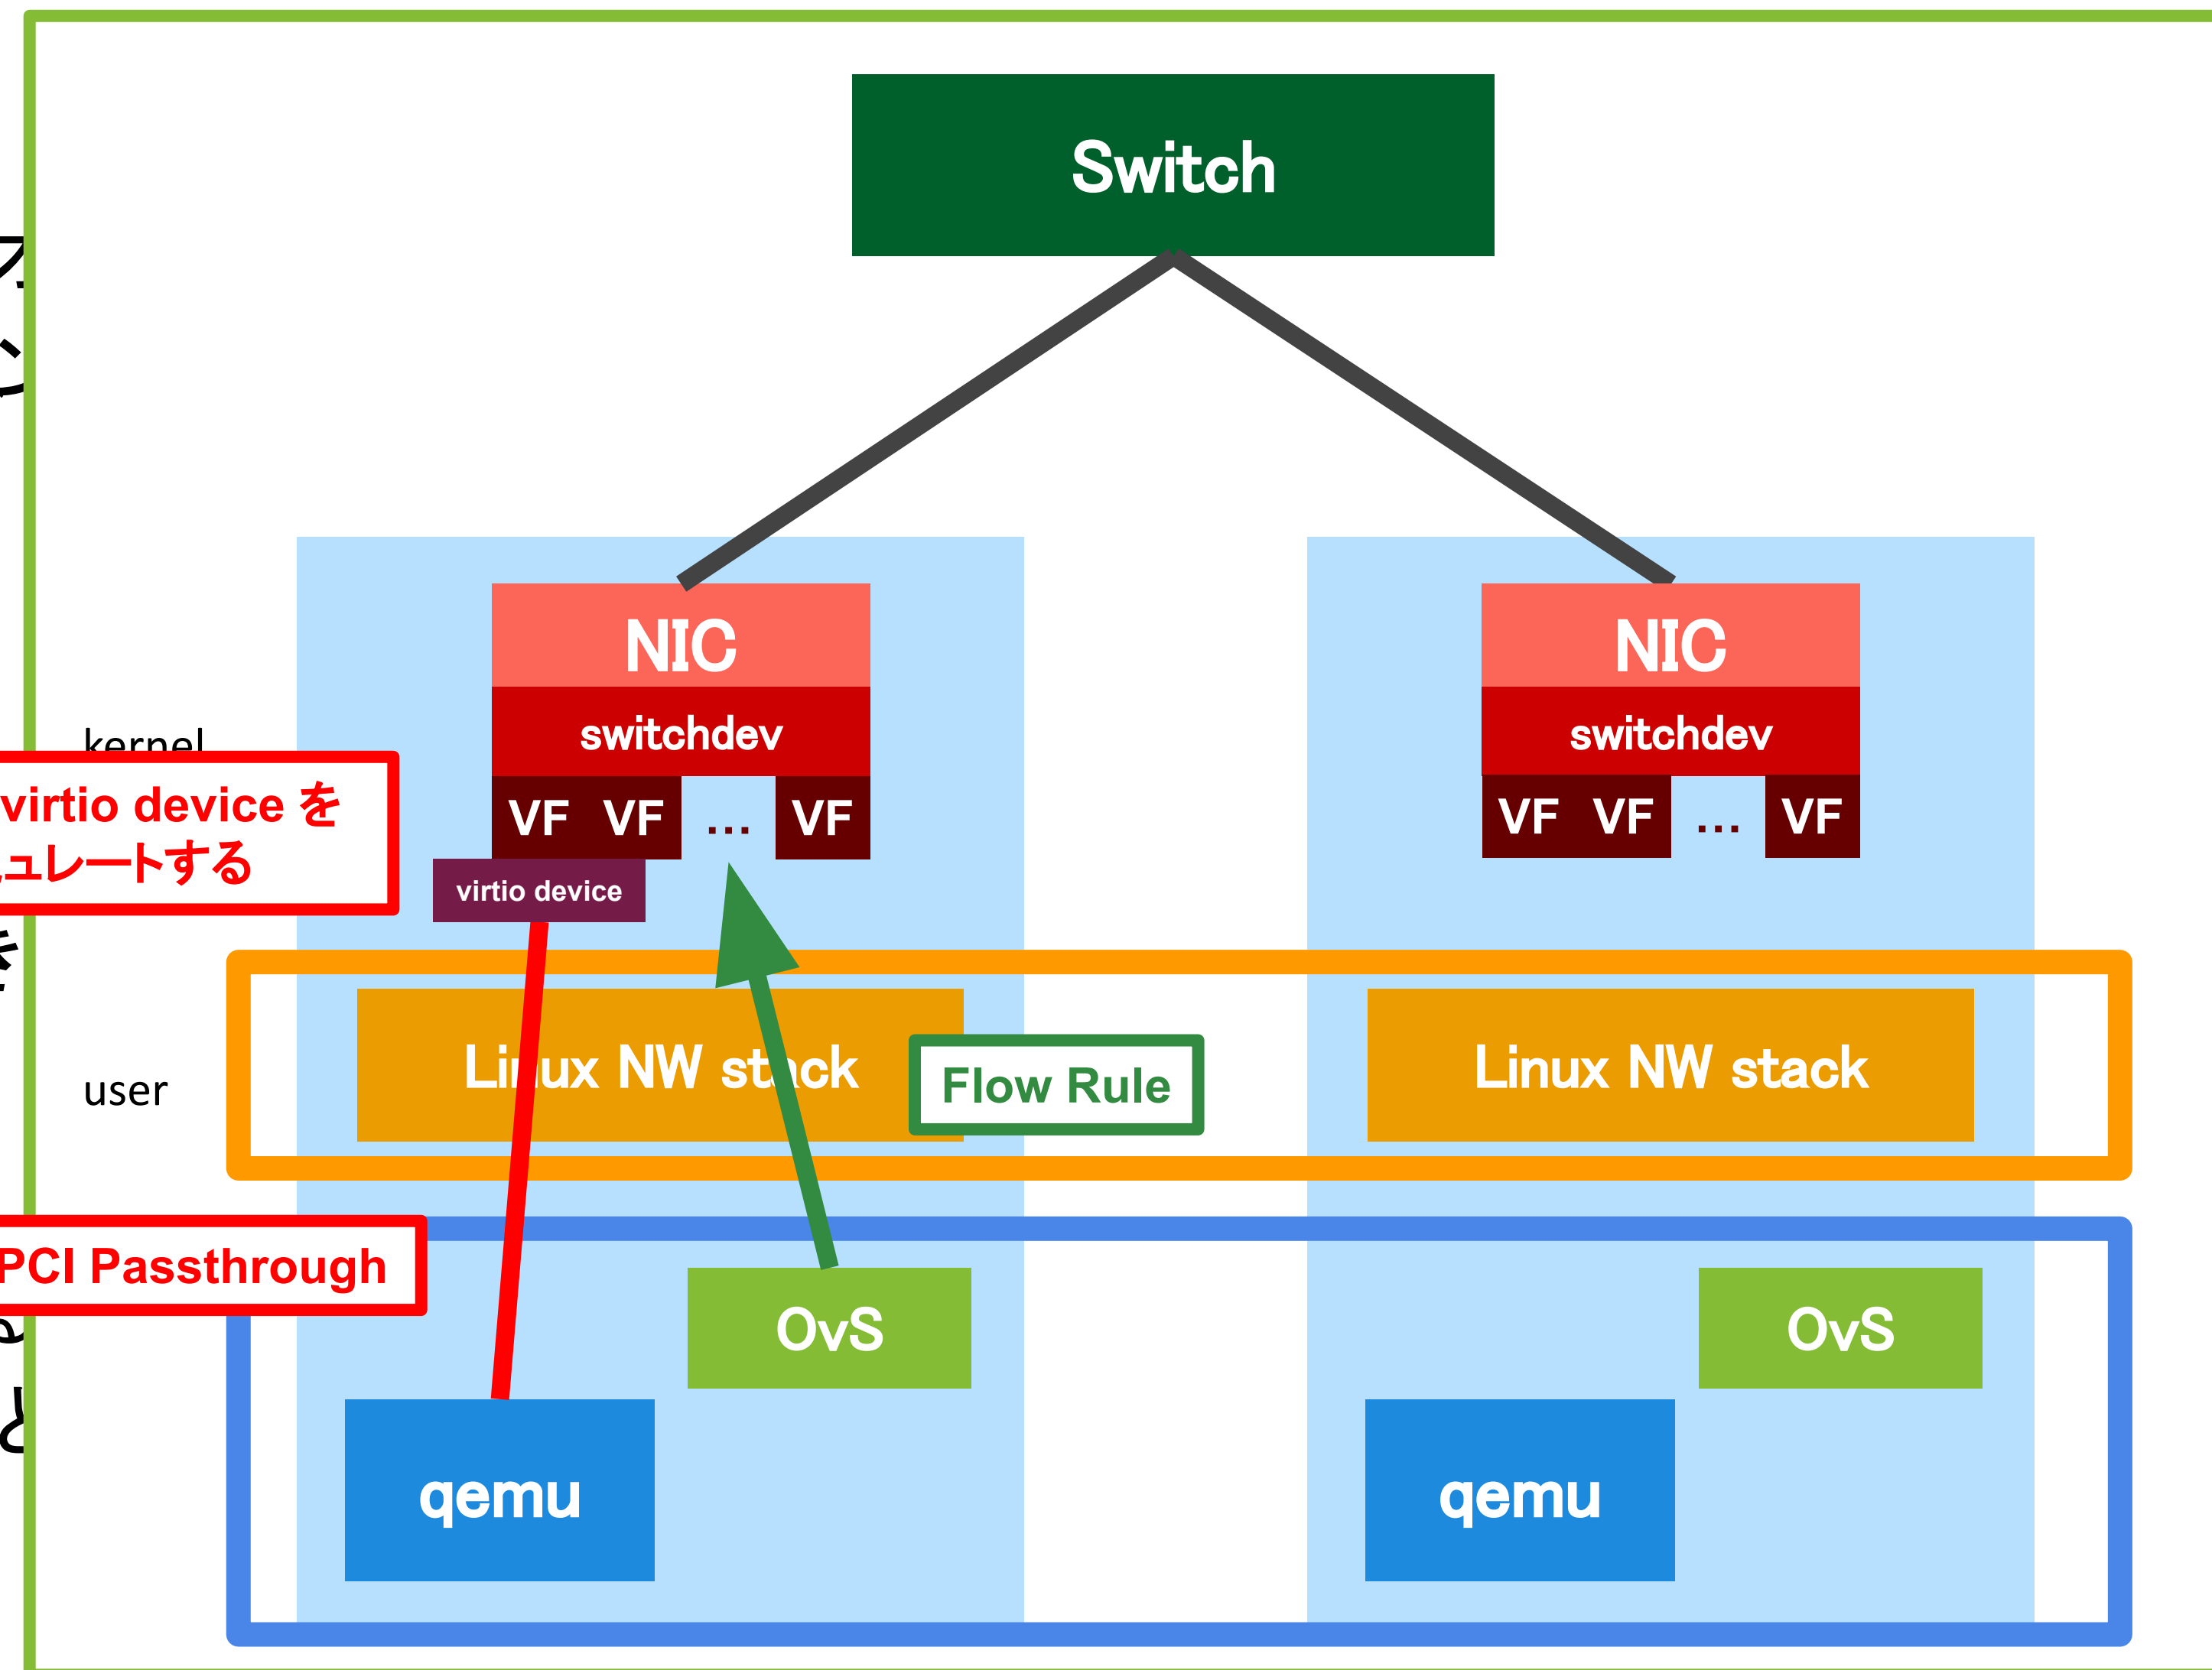 Switch
NIC
NIC
switchdev
switchdev
kernel
VF VF ... VF
VF VF ... VF
virtio device を
ュレートする
virtio device
Linux NW stack
Linux NW stack
Flow Rule
user
PCI Passthrough
OvS
OvS
qemu
qemu